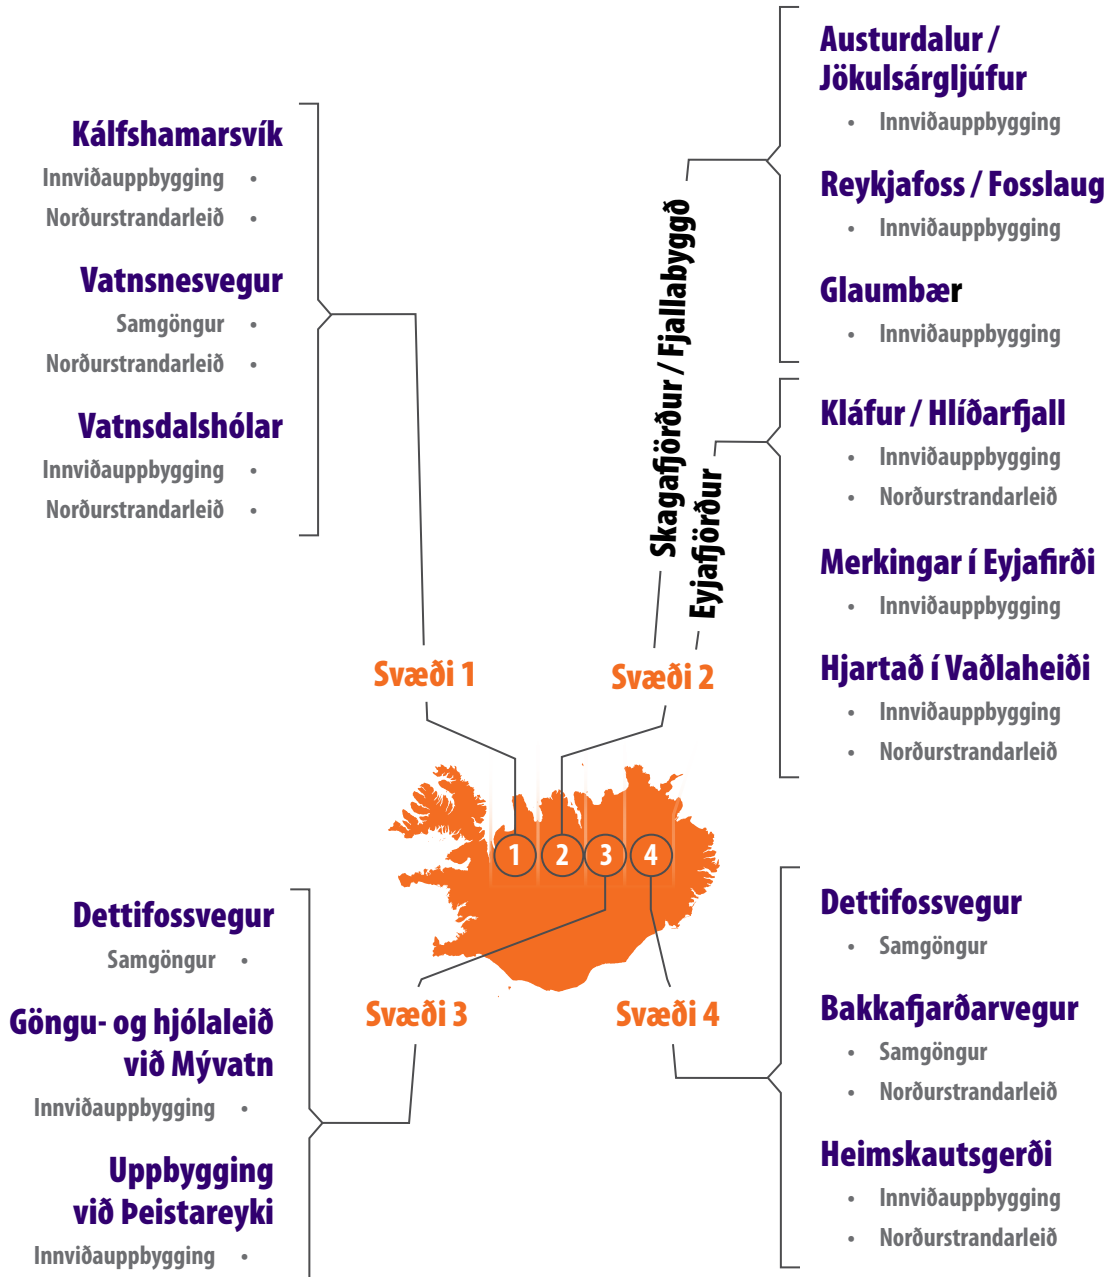 Kálfshamarsvík
Innviðauppbygging •
Norðurstrandarleið •
Vatnsnesvegur
Samgöngur •
Norðurstrandarleið •
Vatnsdalshólar
Innviðauppbygging •
Norðurstrandarleið •
Svæði 1
Skagafjörður / Fjallabyggð
Austurdalur /
Jökulsárgljúfur
• Innviðauppbygging
Reykjafoss / Fosslaug
• Innviðauppbygging
Glaumbær
• Innviðauppbygging
Eyjafjörður
Kláfur / Hlíðarfjall
• Innviðauppbygging
• Norðurstrandarleið
Merkingar í Eyjafirði
• Innviðauppbygging
Hjartað í Vaðlaheiði
• Innviðauppbygging
• Norðurstrandarleið
Svæði 2
1 2 3 4
Dettifossvegur
Samgöngur •
Göngu- og hjólaleið
við Mývatn
Innviðauppbygging •
Uppbygging
við Þeistareyki
Innviðauppbygging •
Svæði 3
Svæði 4
Dettifossvegur
• Samgöngur
Bakkafjarðarvegur
• Samgöngur
• Norðurstrandarleið
Heimskautsgerði
• Innviðauppbygging
• Norðurstrandarleið